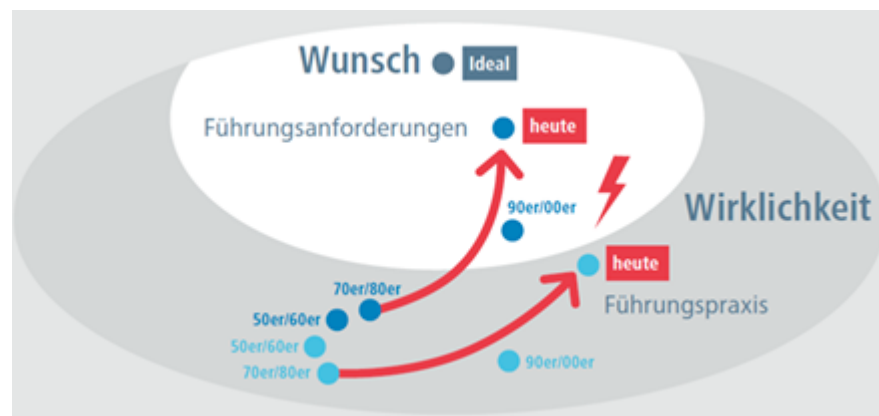 Wunsch
Ideal
Führungsanforderungen
heute
90er/00er
Wirklichkeit
heute
70er/80er
Führungspraxis
50er/60er
50er/60er
70er/80er
90er/00er